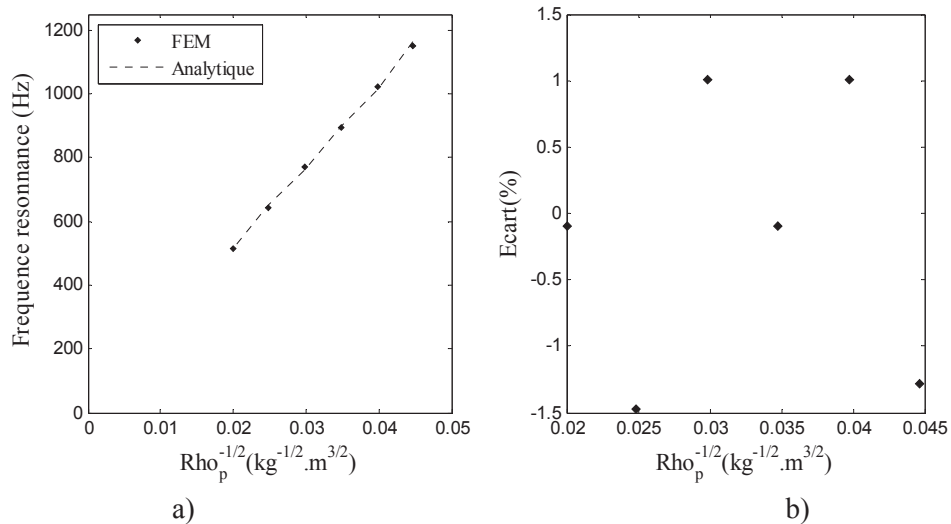 1200
1000
800
600
400
200
0
Frequence resonnance (Hz)
FEM
Analytique
0 0.01 0.02 0.03 0.04 0.05
Rho_p^-1/2(kg^-1/2.m^3/2)
a)
1.5
1
0.5
0
-0.5
-1
-1.5
Ecart(%)
0.02 0.025 0.03 0.035 0.04 0.045
Rho_p^-1/2(kg^-1/2.m^3/2)
b)